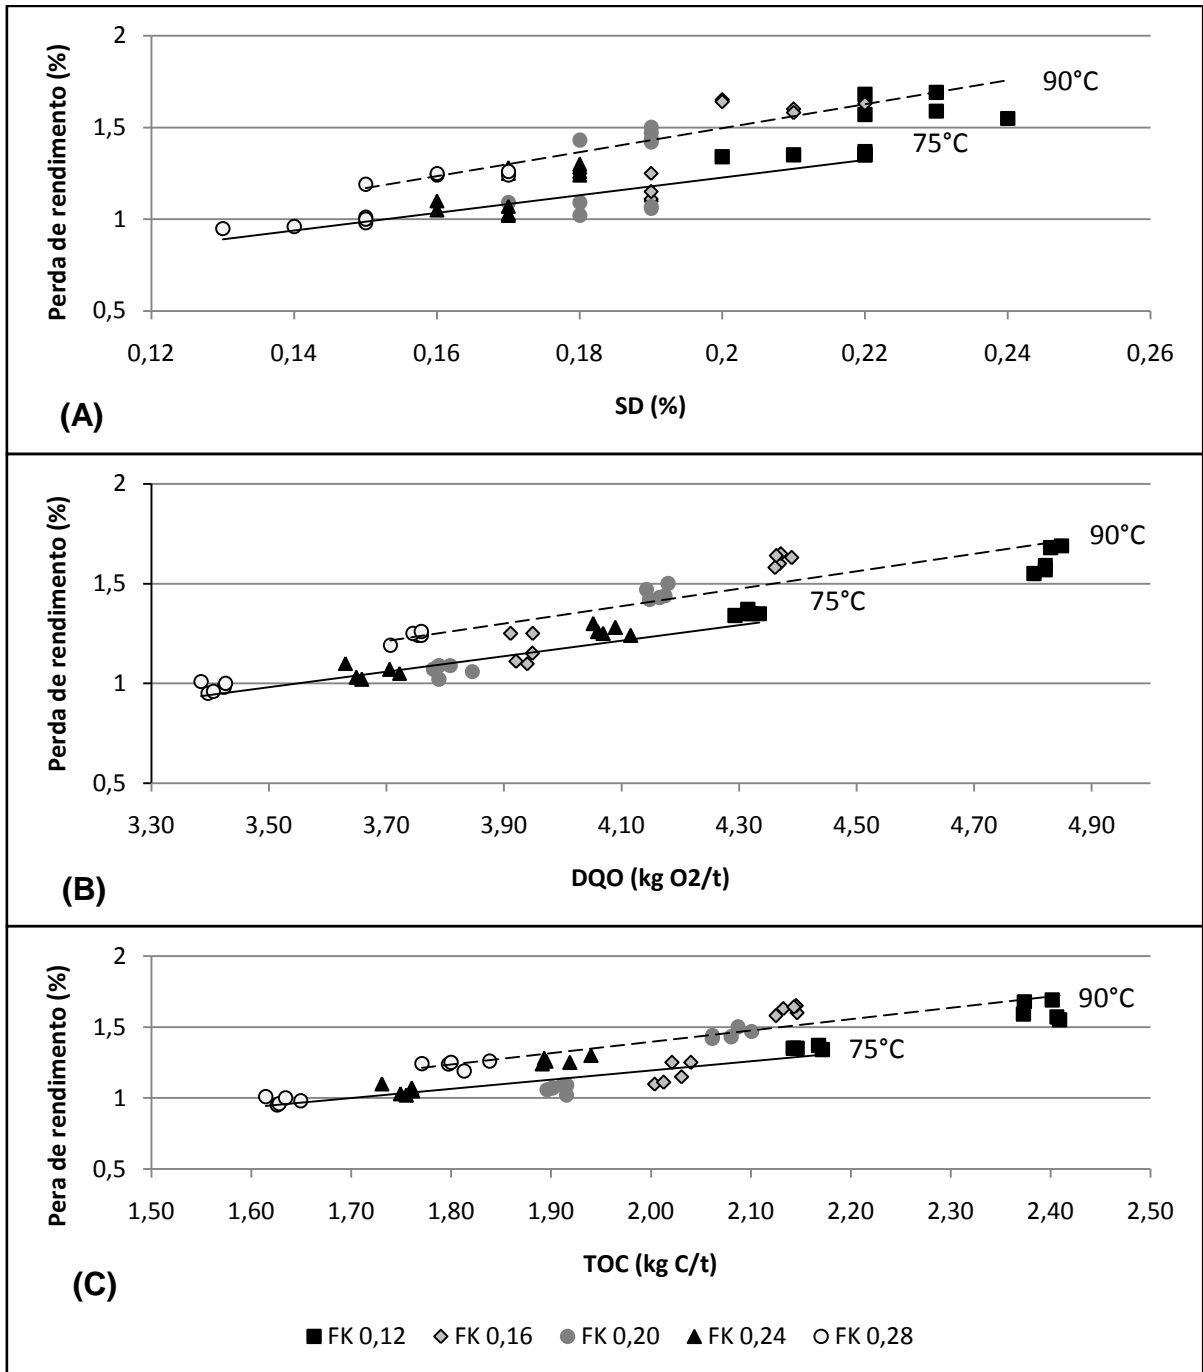 2
1,5
1
0,5
Perda de rendimento (%)
90°C
75°C
0,12 0,14 0,16 0,18 0,2 0,22 0,24 0,26
SD (%)
(A)
2
1,5
1
0,5
Perda de rendimento (%)
90°C
75°C
3,30 3,50 3,70 3,90 4,10 4,30 4,50 4,70 4,90
DQO (kg O2/t)
(B)
2
1,5
1
0,5
Pera de rendimento (%)
90°C
75°C
1,50 1,60 1,70 1,80 1,90 2,00 2,10 2,20 2,30 2,40 2,50
TOC (kg C/t)
(C)
FK 0,12 FK 0,16 FK 0,20 FK 0,24 FK 0,28